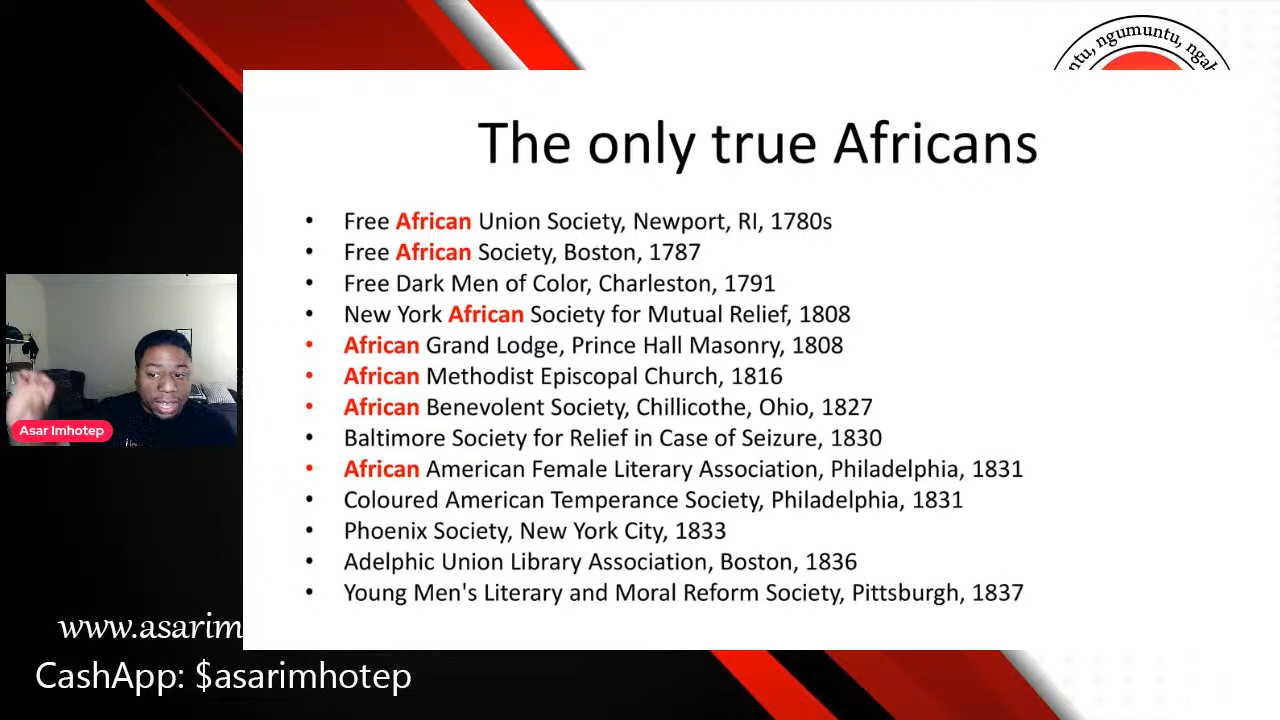 ntu, ngumuntu, ngab
The only true Africans
• Free African Union Society, Newport, RI, 1780s
• Free African Society, Boston, 1787
• Free Dark Men of Color, Charleston, 1791
• New York African Society for Mutual Relief, 1808
• African Grand Lodge, Prince Hall Masonry, 1808
• African Methodist Episcopal Church, 1816
• African Benevolent Society, Chillicothe, Ohio, 1827
• Baltimore Society for Relief in Case of Seizure, 1830
• African American Female Literary Association, Philadelphia, 1831
• Coloured American Temperance Society, Philadelphia, 1831
• Phoenix Society, New York City, 1833
• Adelphic Union Library Association, Boston, 1836
• Young Men's Literary and Moral Reform Society, Pittsburgh, 1837
Asar Imhotep
www.asarim
CashApp: $asarimhotep